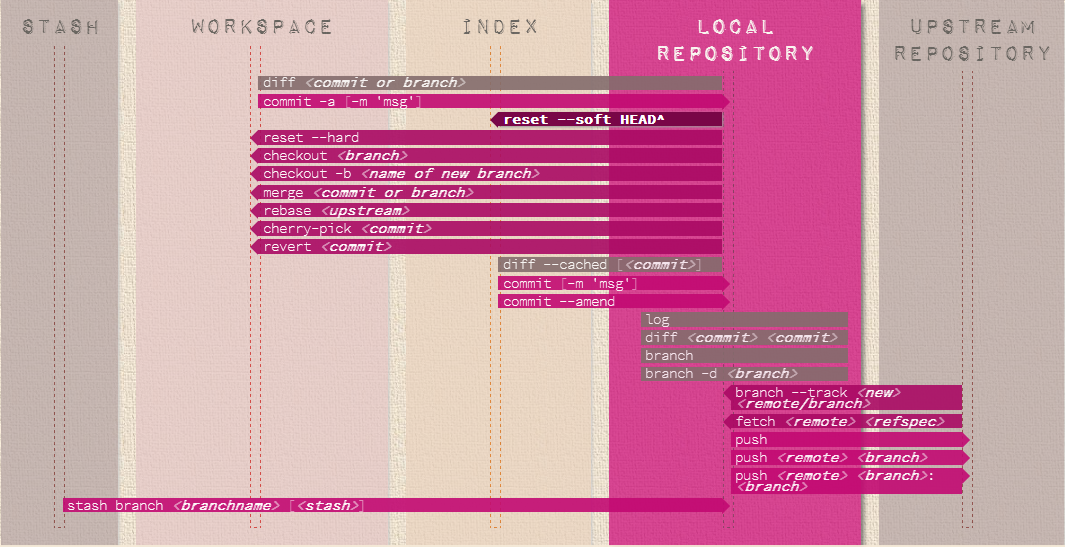 STASH
WORKSPACE
INDEX
LOCAL
REPOSITORY
UPSTREAM
REPOSITORY
diff <commit or branch>
commit -a [-m 'msg']
reset --soft HEAD^
reset --hard
checkout <branch>
checkout -b <name of new branch>
merge <commit or branch>
rebase <upstream>
cherry-pick <commit>
revert <commit>
diff --cached [<commit>]
commit [-m 'msg']
commit --amend
log
diff <commit> <commit>
branch
branch -d <branch>
branch --track <new>
<remote/branch>
fetch <remote> <refspec>
push
push <remote> <branch>
push <remote> <branch>:
<branch>
stash branch <branchname> [<stash>]